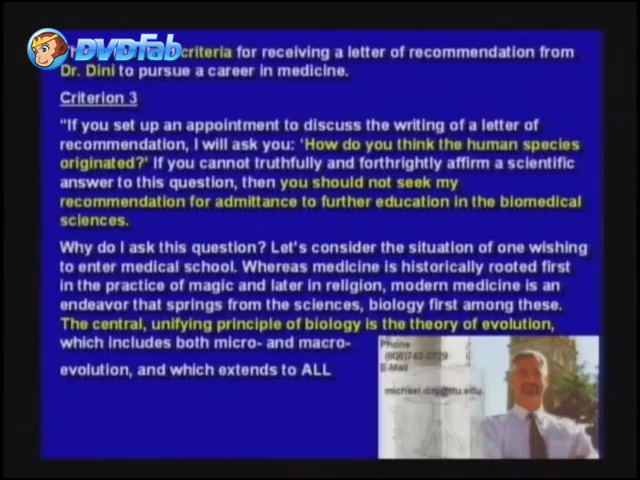 DVDFab
criteria for receiving a letter of recommendation from
Dr. Dini to pursue a career in medicine.
Criterion 3
“If you set up an appointment to discuss the writing of a letter of
recommendation, I will ask you: ‘How do you think the human species
originated?’ If you cannot truthfully and forthrightly affirm a scientific
answer to this question, then you should not seek my
recommendation for admittance to further education in the biomedical
sciences.
Why do I ask this question? Let’s consider the situation of one wishing
to enter medical school. Whereas medicine is historically rooted first
in the practice of magic and later in religion, modern medicine is an
endeavor that springs from the sciences, biology first among these.
The central, unifying principle of biology is the theory of evolution,
which includes both micro- and macro-
evolution, and which extends to ALL
Phone
(806)742-2729
E-Mail
michael.dini@ttu.edu